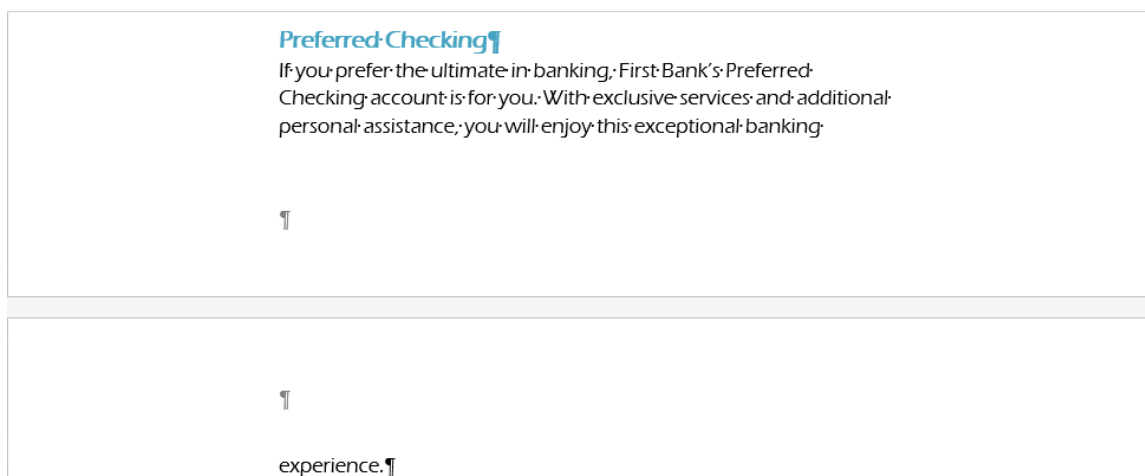 Preferred·Checking¶
If·you·prefer·the·ultimate·in·banking,·First·Bank's·Preferred·
Checking·account·is·for·you.·With·exclusive·services·and·additional·
personal·assistance,·you·will·enjoy·this·exceptional·banking·
¶
¶
experience.¶